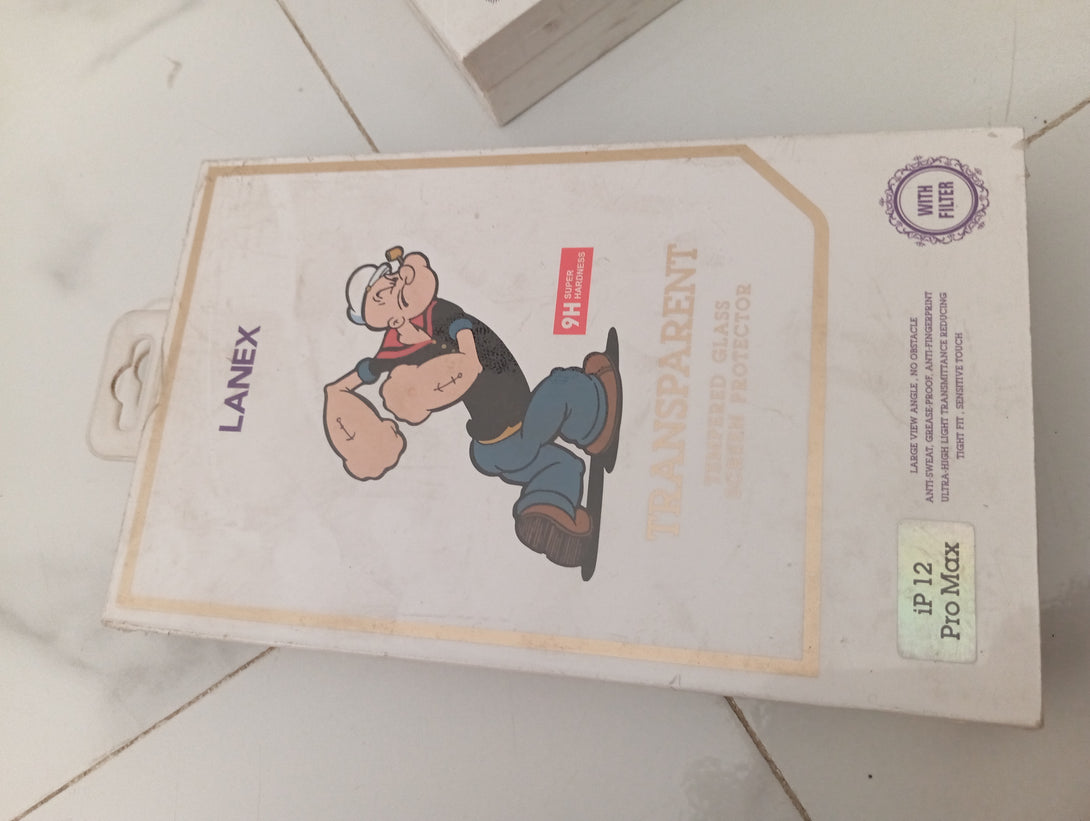 LANEX
9H SUPER
HARDNESS
TRANSPARENT
TEMPERED GLASS
SCREEN PROTECTOR
WITH
FILTER
LARGE VIEW ANGLE , NO OBSTACLE
ANTI-SWEAT, GREASE-PROOF, ANTI-FINGERPRINT
ULTRA-HIGH LIGHT TRANSMITTANCE REDUCING
TIGHT FIT , SENSITIVE TOUCH
iP 12
Pro Max